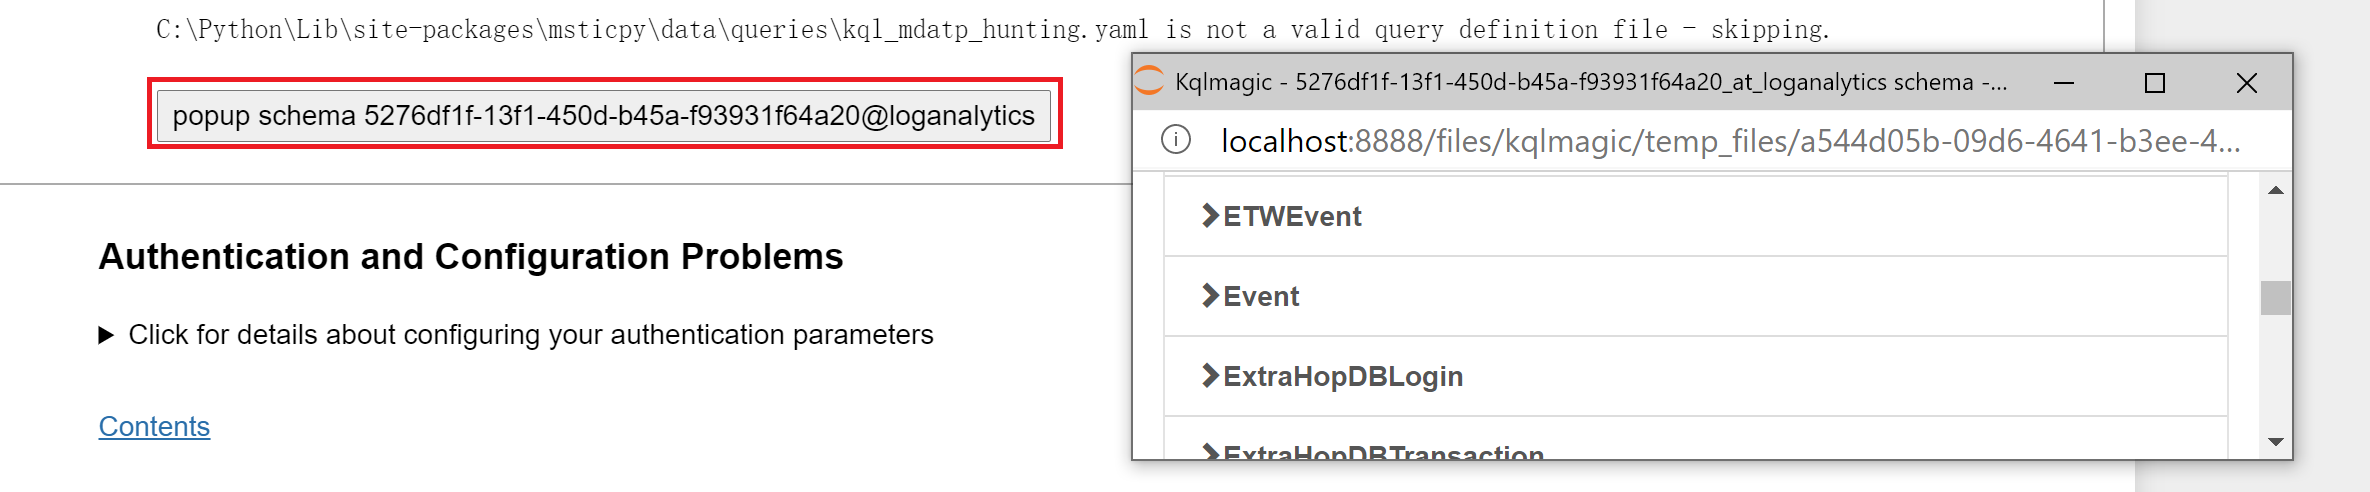 C:\Python\Lib\site-packages\msticpy\data\queries\kql_mdatp_hunting.yaml is not a valid query definition file - skipping.
popup schema 5276df1f-13f1-450d-b45a-f93931f64a20@loganalytics
Authentication and Configuration Problems
Click for details about configuring your authentication parameters
Contents
Kqlmagic - 5276df1f-13f1-450d-b45a-f93931f64a20_at_loganalytics schema -...
localhost:8888/files/kqlmagic/temp_files/a544d05b-09d6-4641-b3ee-4...
ETWEvent
Event
ExtraHopDBLogin
ExtraHopDBTransaction